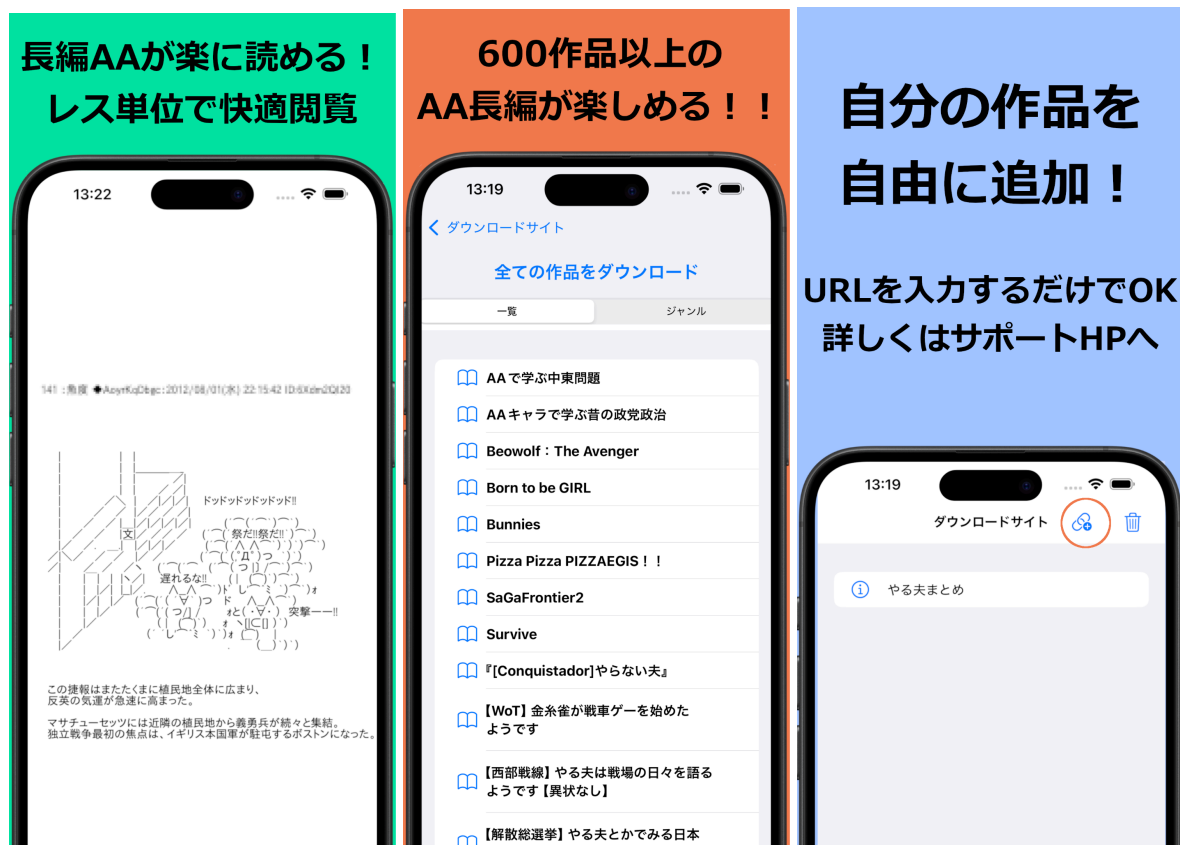 長編AAが楽に読める！
レス単位で快適閲覧
13:22
ドッドッドッドッドッド!!
祭だ!!祭だ!!
文
遅れるな!!
突撃ーー!!
この捷報はまたたくまに植民地全体に広まり、
反英の気運が急速に高まった。
マサチューセッツには近隣の植民地から義勇兵が続々と集結。
独立戦争最初の焦点は、イギリス本国軍が駐屯するボストンになった。
600作品以上の
AA長編が楽しめる！！
13:19
ダウンロードサイト
全ての作品をダウンロード
一覧
ジャンル
AAで学ぶ中東問題
AAキャラで学ぶ昔の政党政治
Beowolf：The Avenger
Born to be GIRL
Bunnies
Pizza Pizza PIZZAEGIS！！
SaGaFrontier2
Survive
『[Conquistador]やらない夫』
【WoT】金糸雀が戦車ゲーを始めた
ようです
【西部戦線】やる夫は戦場の日々を語る
ようです【異状なし】
【解散総選挙】やる夫とかでみる日本
自分の作品を
自由に追加！
URLを入力するだけでOK
詳しくはサポートHPへ
13:19
ダウンロードサイト
やる夫まとめ